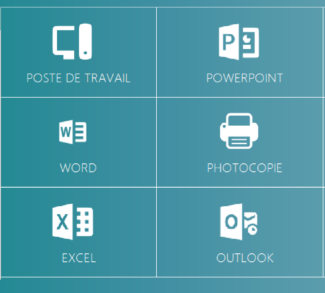 POSTE DE TRAVAIL
POWERPOINT
WORD
PHOTOCOPIE
EXCEL
OUTLOOK